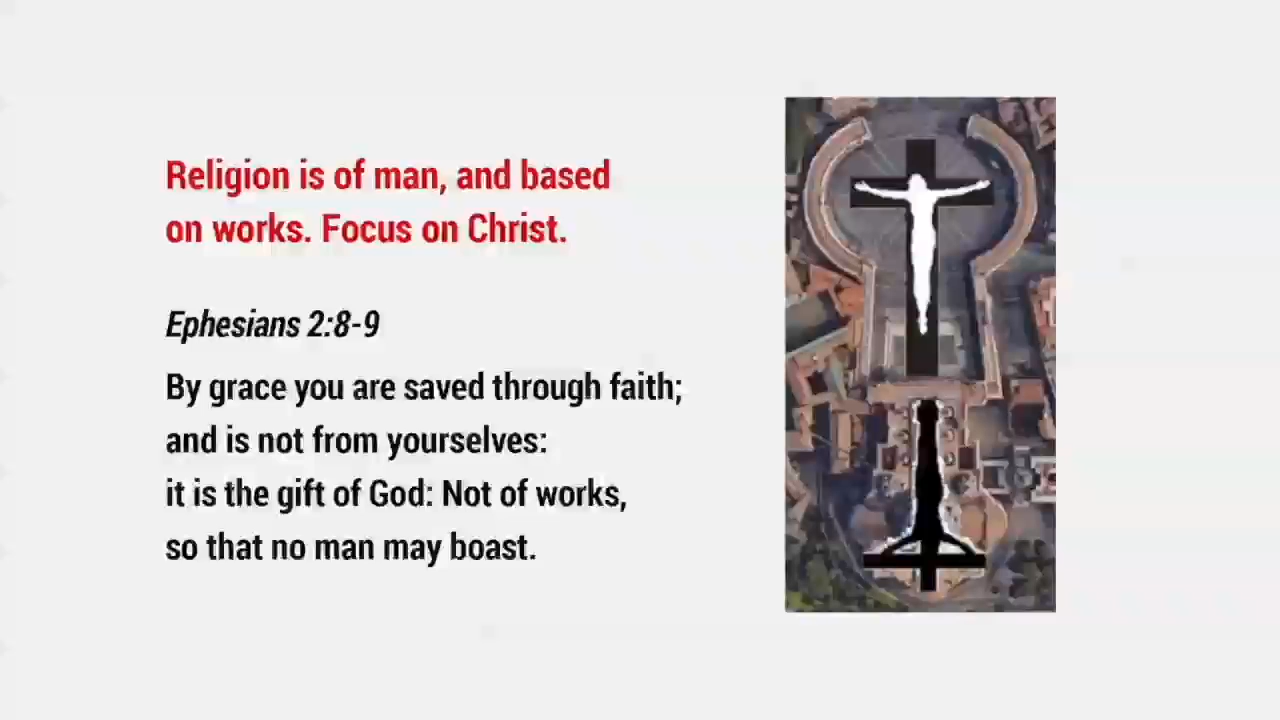 Religion is of man, and based
on works. Focus on Christ.
Ephesians 2:8-9
By grace you are saved through faith;
and is not from yourselves:
it is the gift of God: Not of works,
so that no man may boast.